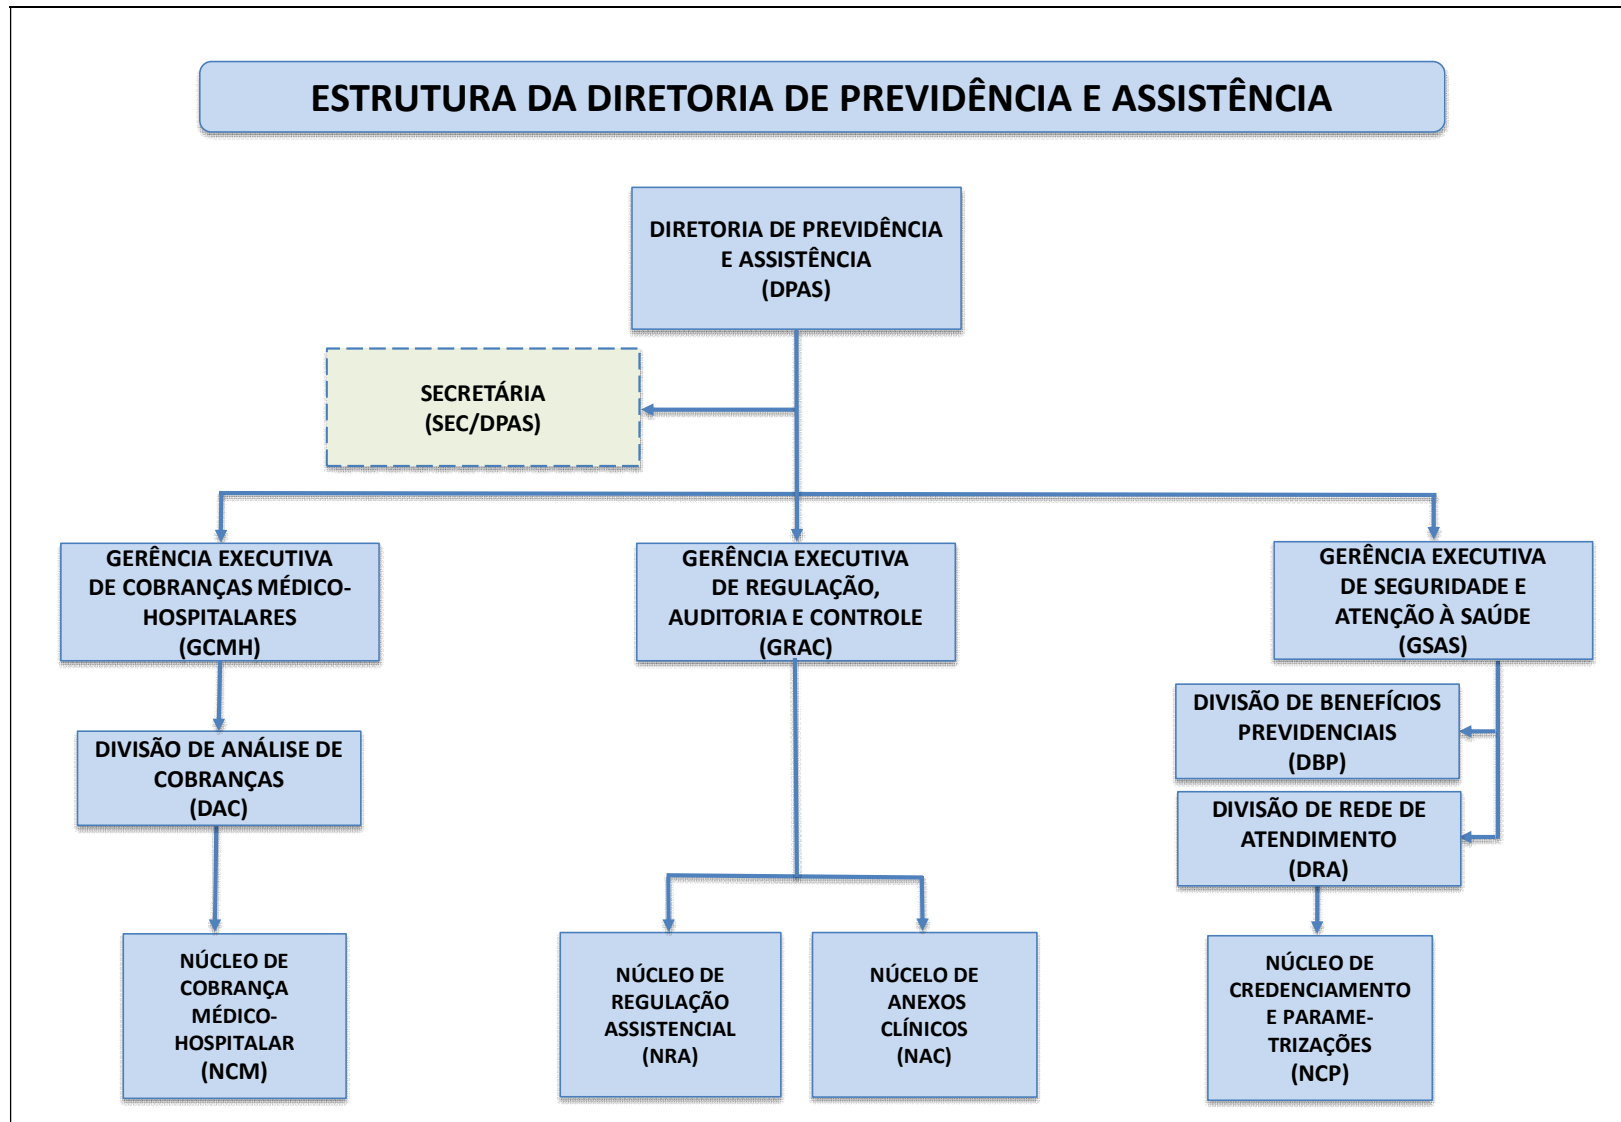 ESTRUTURA DA DIRETORIA DE PREVIDÊNCIA E ASSISTÊNCIA
DIRETORIA DE PREVIDÊNCIA
E ASSISTÊNCIA
(DPAS)
SECRETÁRIA
(SEC/DPAS)
GERÊNCIA EXECUTIVA
DE COBRANÇAS MÉDICO-
HOSPITALARES
(GCMH)
GERÊNCIA EXECUTIVA
DE REGULAÇÃO,
AUDITORIA E CONTROLE
(GRAC)
GERÊNCIA EXECUTIVA
DE SEGURIDADE E
ATENÇÃO À SAÚDE
(GSAS)
DIVISÃO DE ANÁLISE DE
COBRANÇAS
(DAC)
DIVISÃO DE BENEFÍCIOS
PREVIDENCIAIS
(DBP)
DIVISÃO DE REDE DE
ATENDIMENTO
(DRA)
NÚCLEO DE
COBRANÇA
MÉDICO-
HOSPITALAR
(NCM)
NÚCLEO DE
REGULAÇÃO
ASSISTENCIAL
(NRA)
NÚCELO DE
ANEXOS
CLÍNICOS
(NAC)
NÚCLEO DE
CREDENCIAMENTO
E PARAME-
TRIZAÇÕES
(NCP)